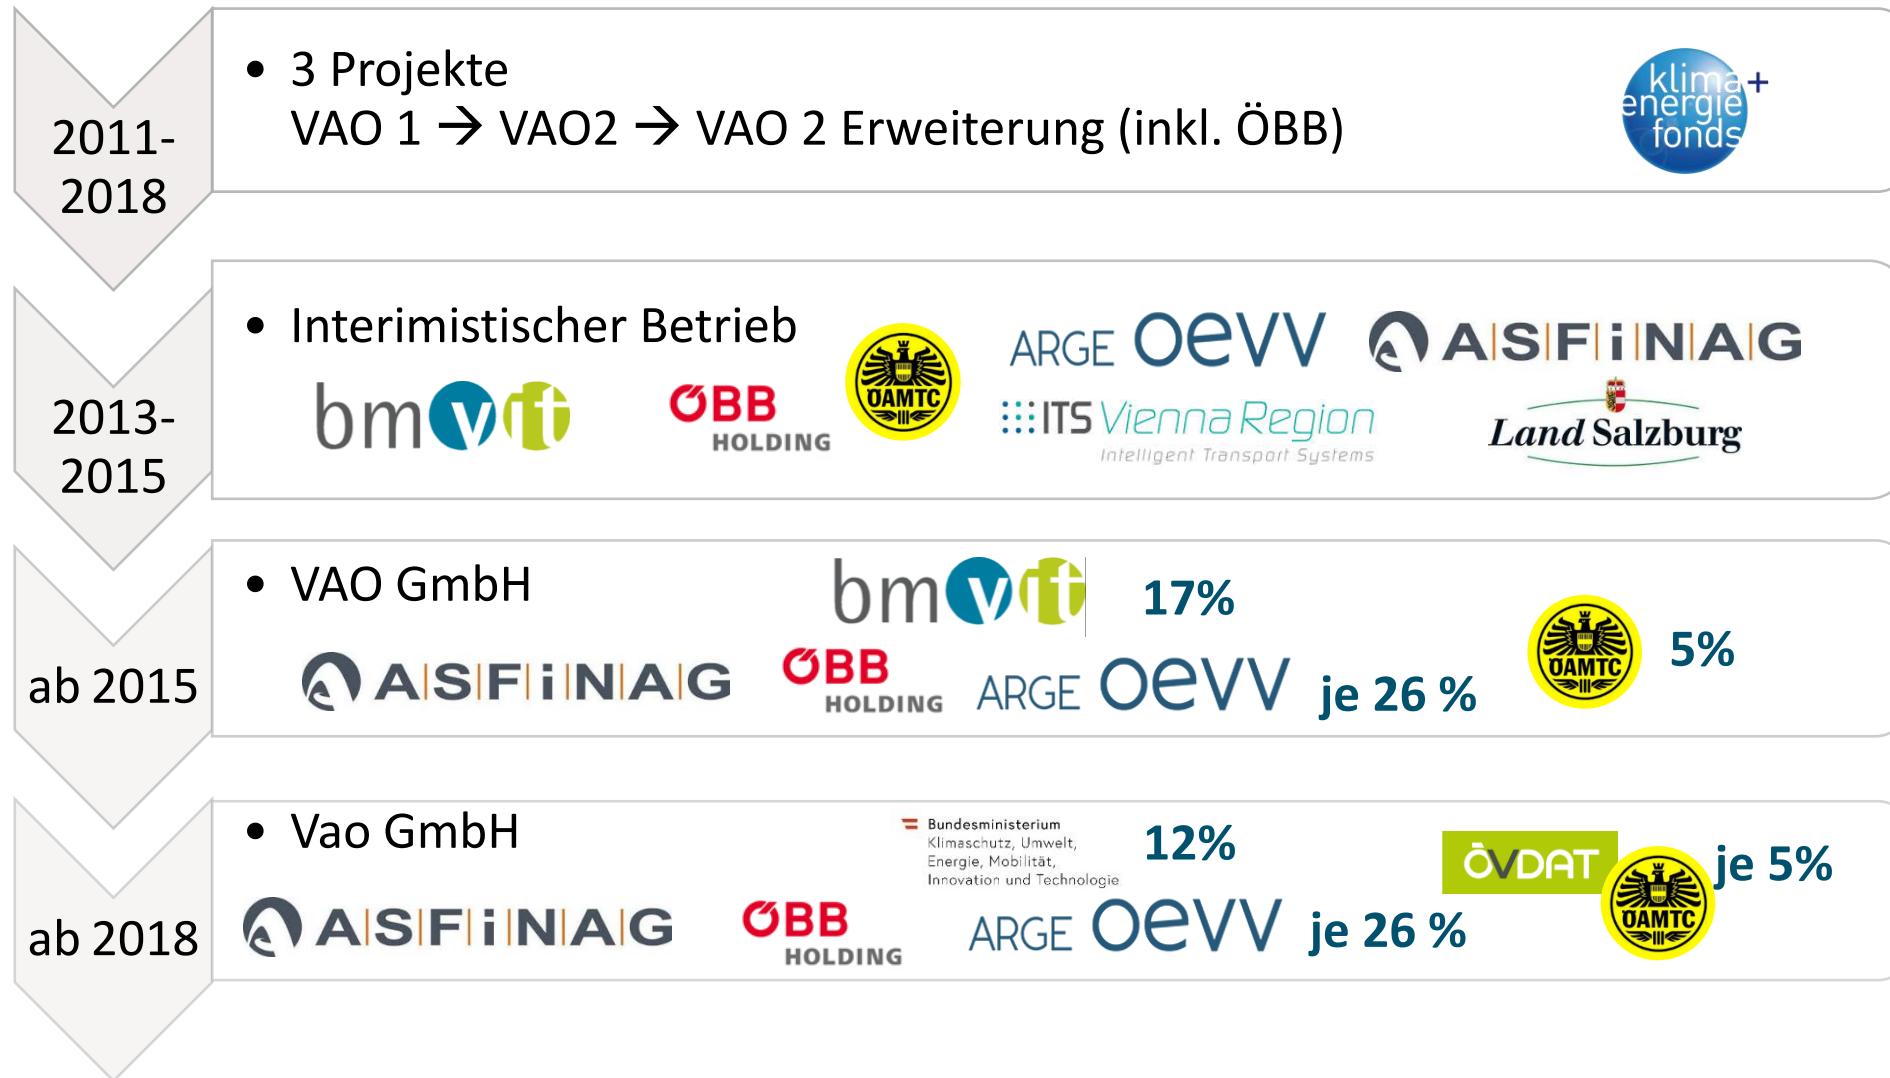 2011-
2018
• 3 Projekte
VAO 1 → VAO2 → VAO 2 Erweiterung (inkl. ÖBB)
klima+
energie
fonds
2013-
2015
• Interimistischer Betrieb
bmvit
ÖBB
HOLDING
ÖAMTC
ARGE oevv
ITS Vienna Region
Intelligent Transport Systems
A|S|F|i|N|A|G
Land Salzburg
ab 2015
• VAO GmbH
bmvit
17%
A|S|F|i|N|A|G
ÖBB
HOLDING
ARGE oevv
je 26 %
ÖAMTC
5%
ab 2018
• Vao GmbH
Bundesministerium
Klimaschutz, Umwelt,
Energie, Mobilität,
Innovation und Technologie
12%
A|S|F|i|N|A|G
ÖBB
HOLDING
ARGE oevv
je 26 %
ÖVDAT
ÖAMTC
je 5%